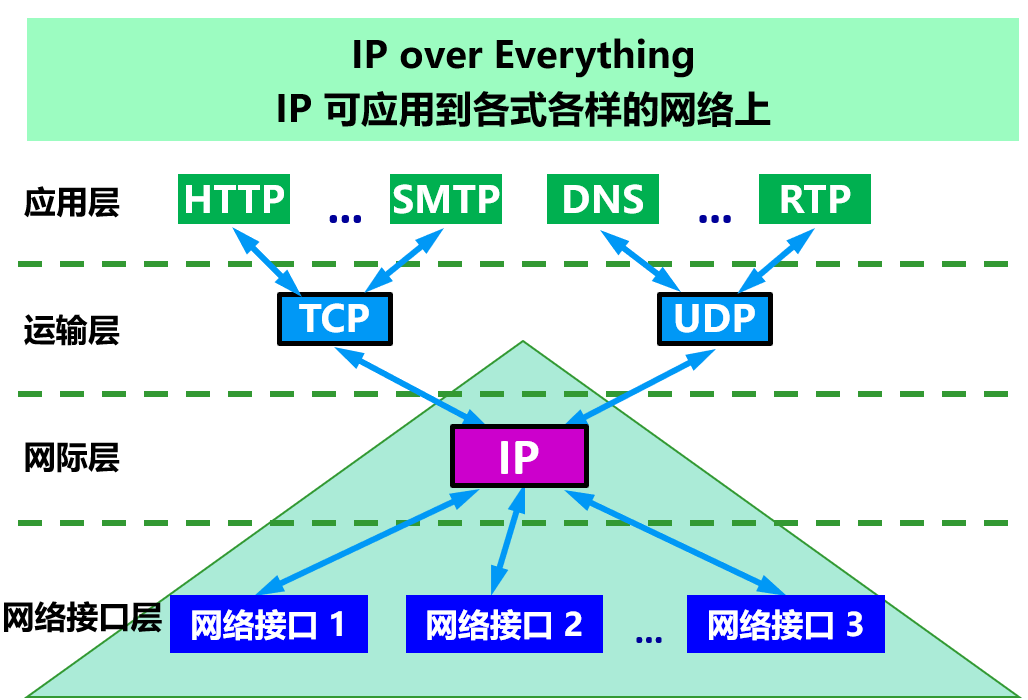 IP over Everything
IP 可应用到各式各样的网络上
应用层 HTTP ... SMTP DNS ... RTP
运输层 TCP UDP
网际层 IP
网络接口层 网络接口 1 网络接口 2 ... 网络接口 3